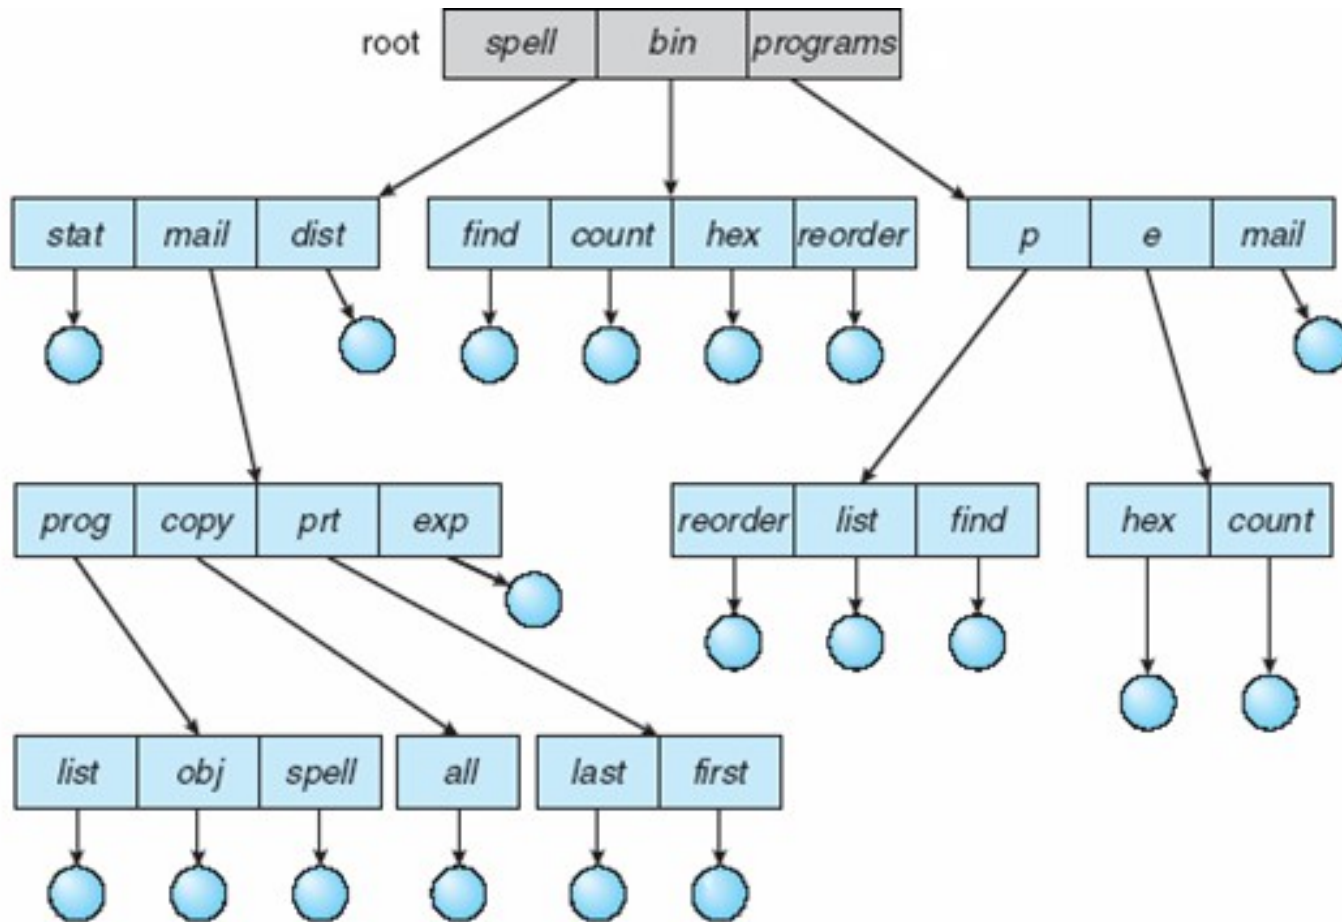 root spell bin programs
stat mail dist find count hex reorder p e mail
prog copy prt exp reorder list find hex count
list obj spell all last first